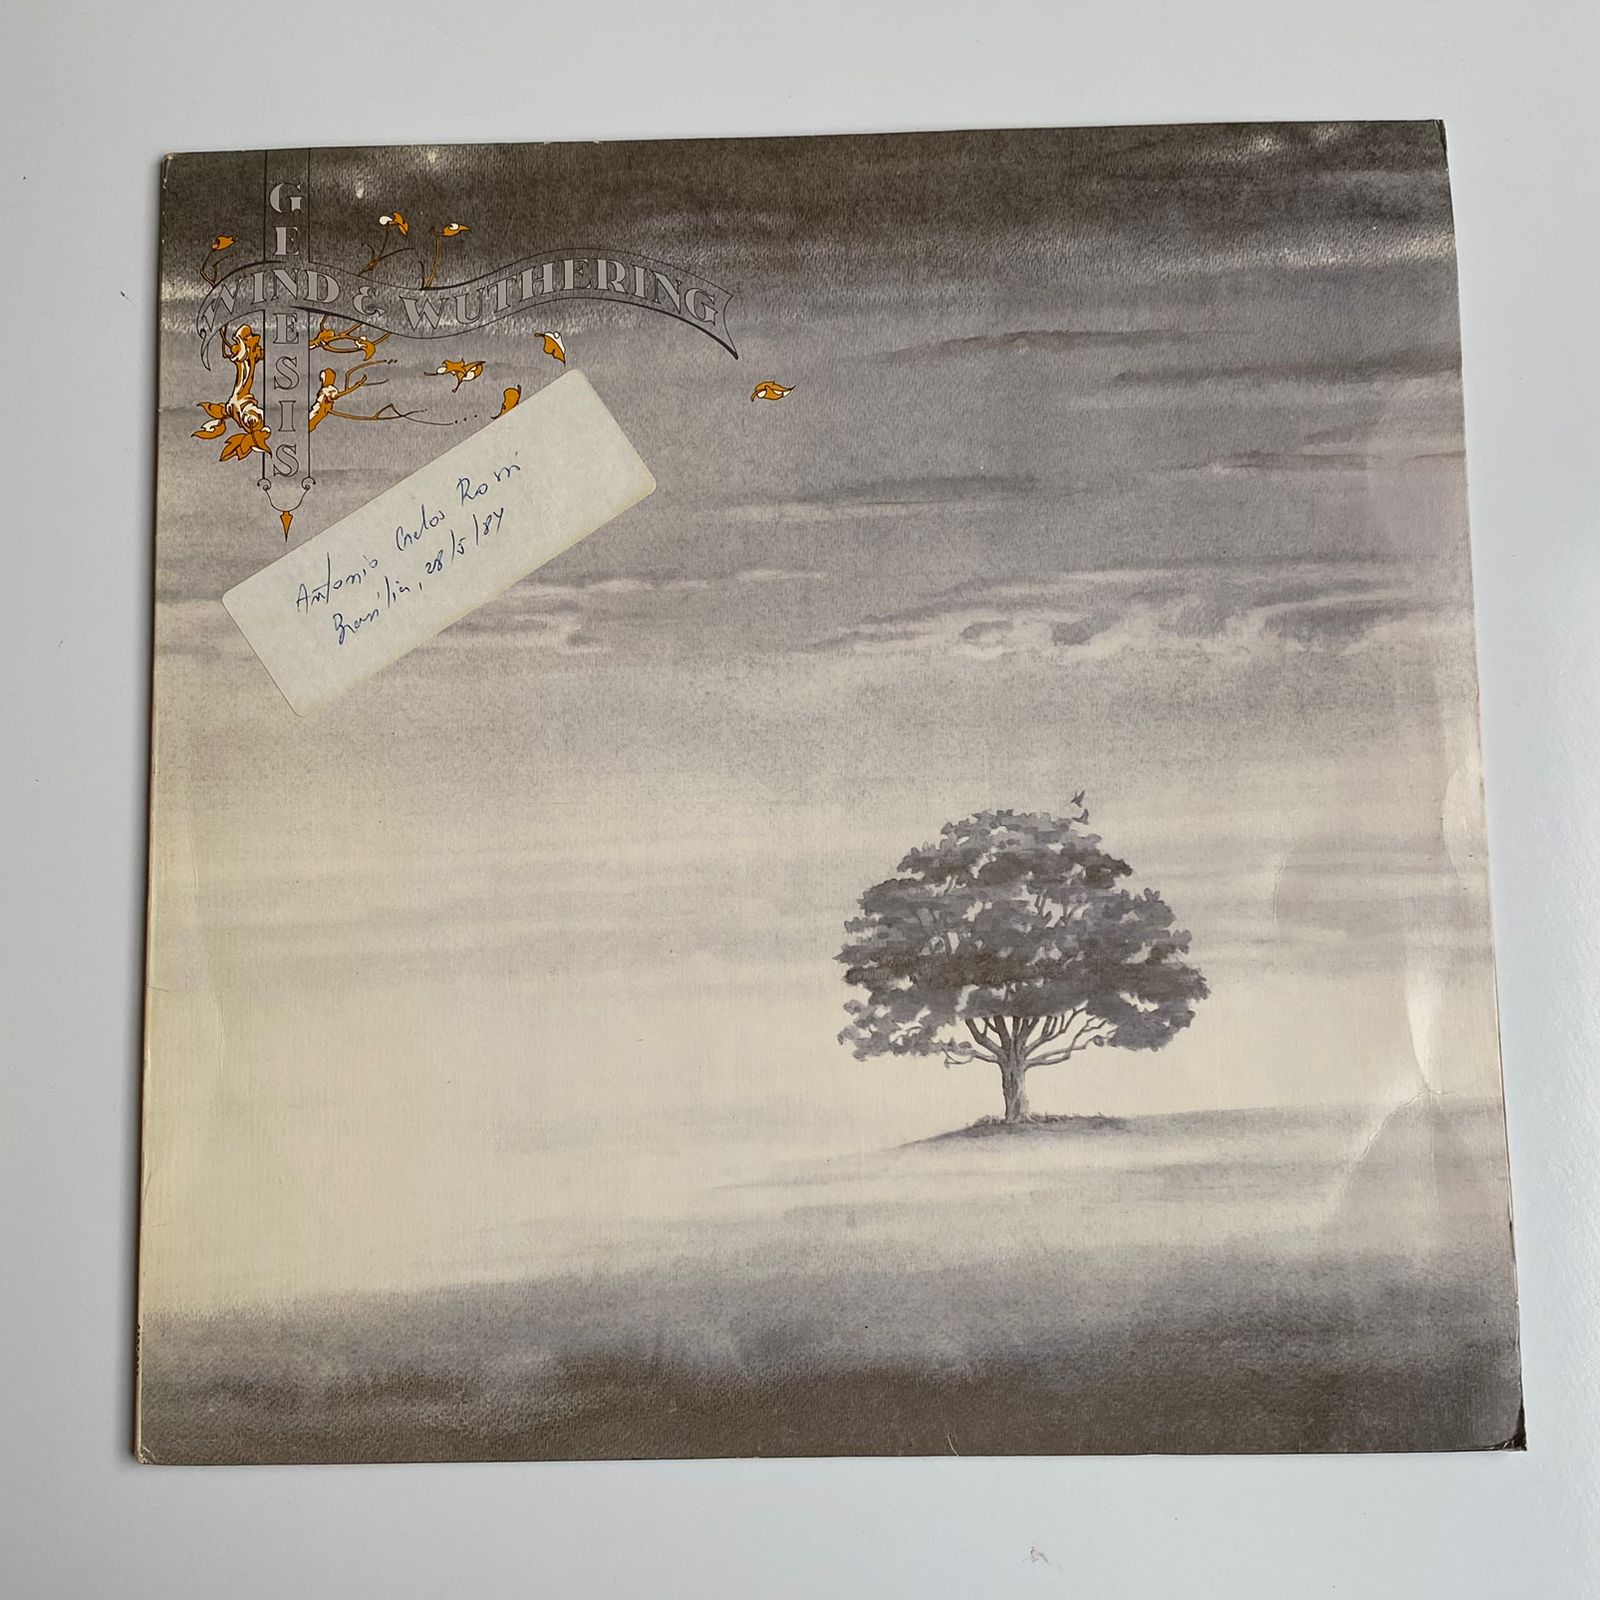 GENESIS
WIND & WUTHERING
Antonio Carlos Rossi
Brasília, 28/5/84